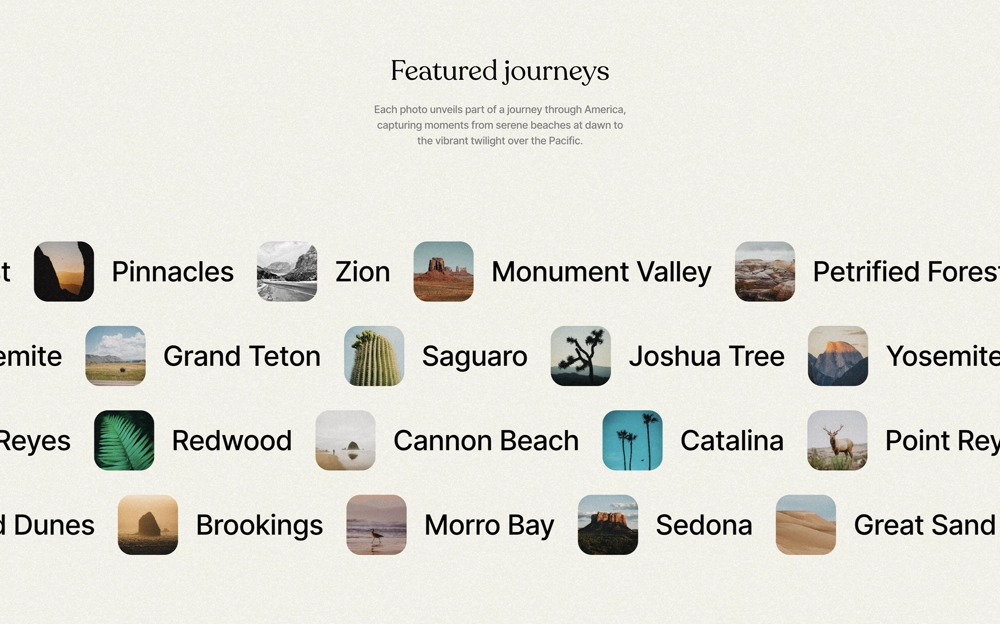 Featured journeys
Each photo unveils part of a journey through America,
capturing moments from serene beaches at dawn to
the vibrant twilight over the Pacific.
t Pinnacles Zion Monument Valley Petrified Forest
emite Grand Teton Saguaro Joshua Tree Yosemite
Reyes Redwood Cannon Beach Catalina Point Rey
d Dunes Brookings Morro Bay Sedona Great Sand